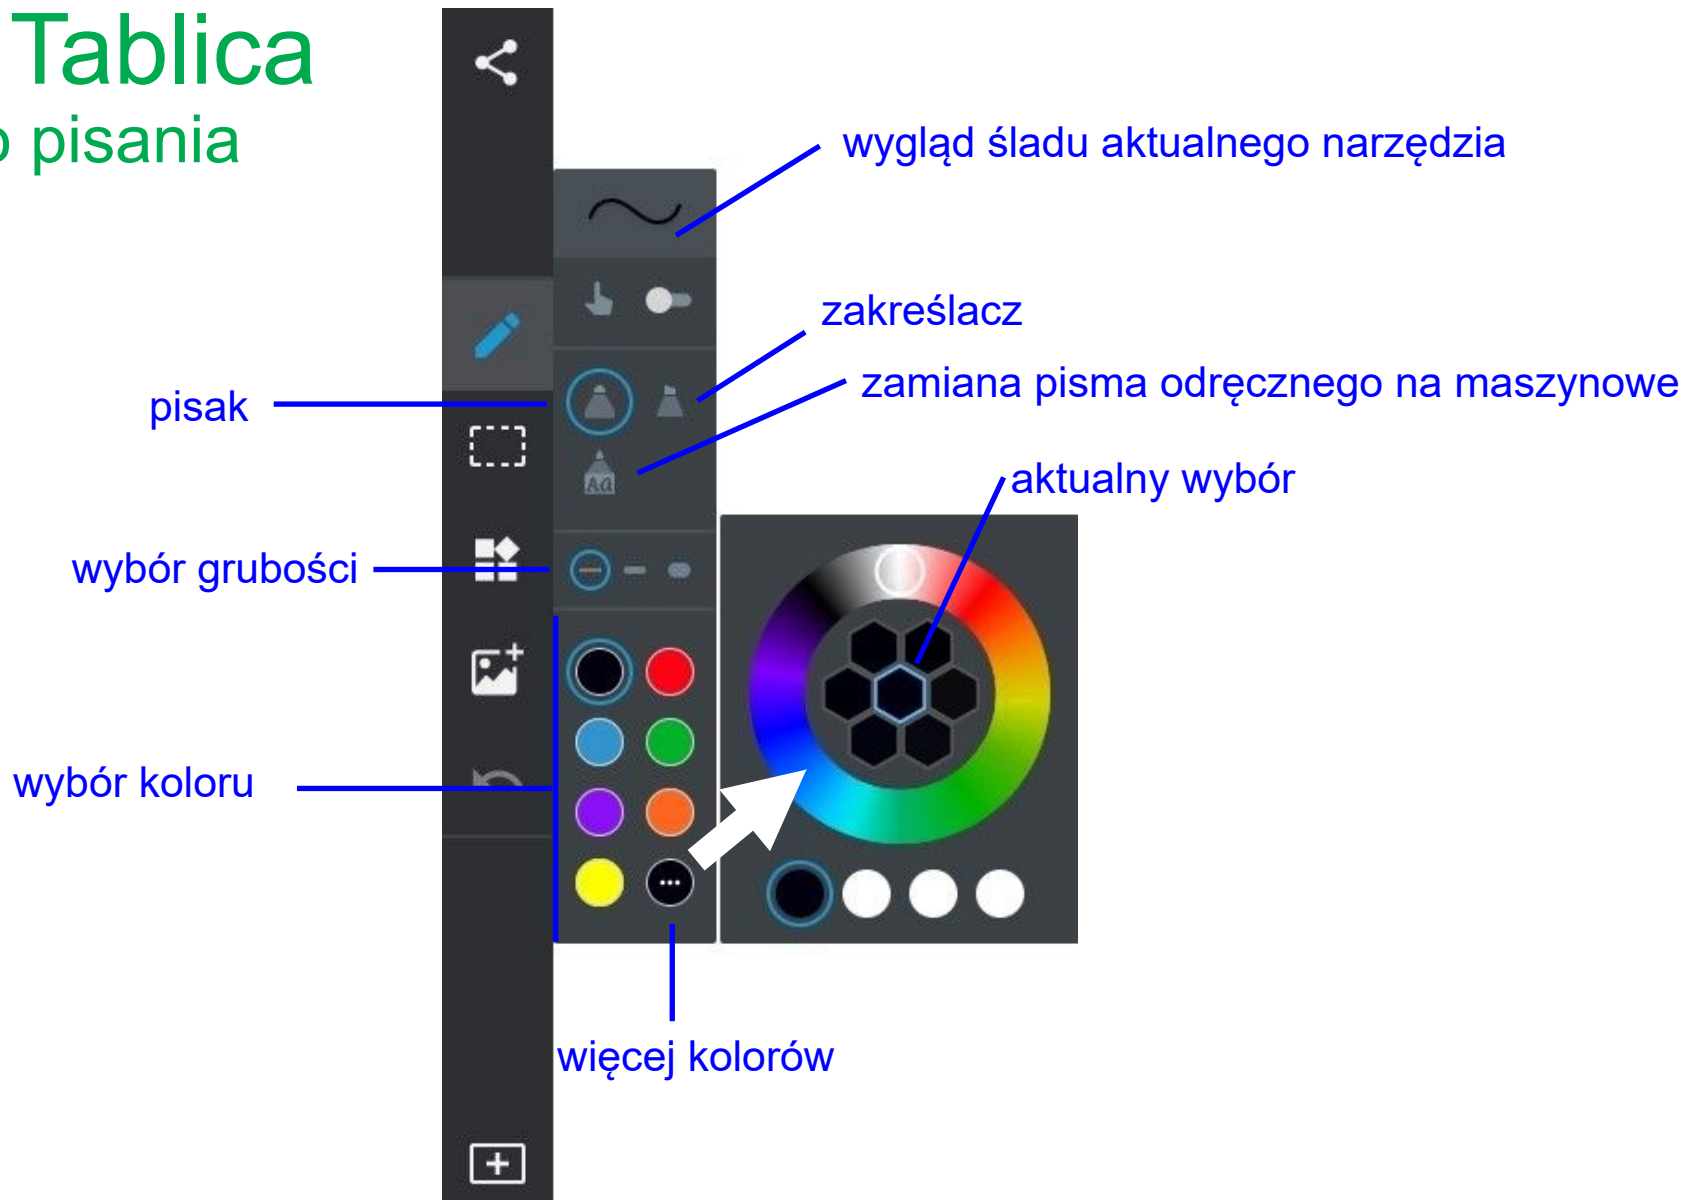 Tablica
o pisania
wygląd śladu aktualnego narzędzia
zakreślacz
zamiana pisma odręcznego na maszynowe
pisak
aktualny wybór
Aa
wybór grubości
wybór koloru
więcej kolorów